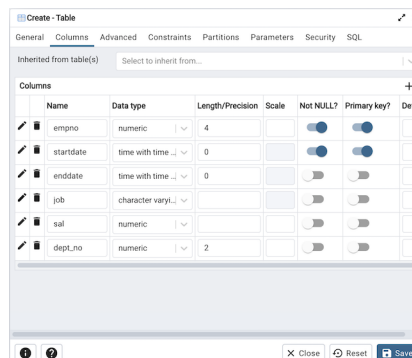 Create - Table
General Columns Advanced Constraints Partitions Parameters Security SQL
Inherited from table(s) Select to inherit from...
Columns
Name Data type Length/Precision Scale Not NULL? Primary key?
empno numeric 4
startdate time with time ... 0
enddate time with time ... 0
job character varyi...
sal numeric
dept_no numeric 2
Close Reset Save